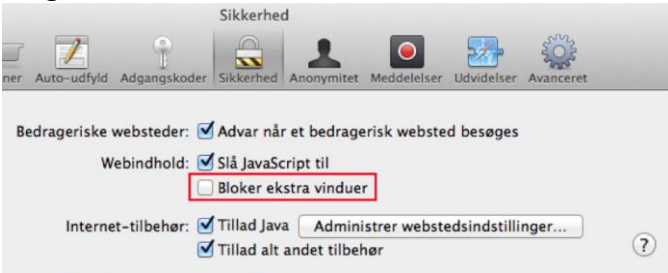 Sikkerhed
ner Auto-udfyld Adgangskoder Sikkerhed Anonymitet Meddelelser Udvidelser Avanceret
Bedrageriske websteder: Advar når et bedragerisk websted besøges
Webindhold: Slå JavaScript til
Bloker ekstra vinduer
Internet-tilbehør: Tillad Java Administrer webstedsindstillinger...
Tillad alt andet tilbehør ?